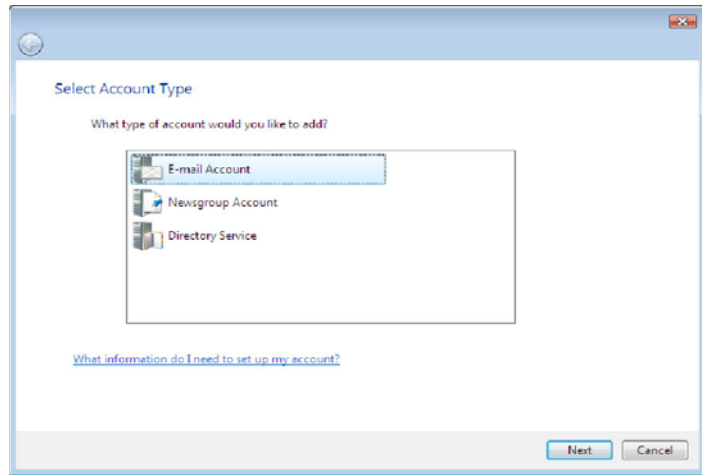 Select Account Type
What type of account would you like to add?
E-mail Account
Newsgroup Account
Directory Service
What information do I need to set up my account?
Next Cancel